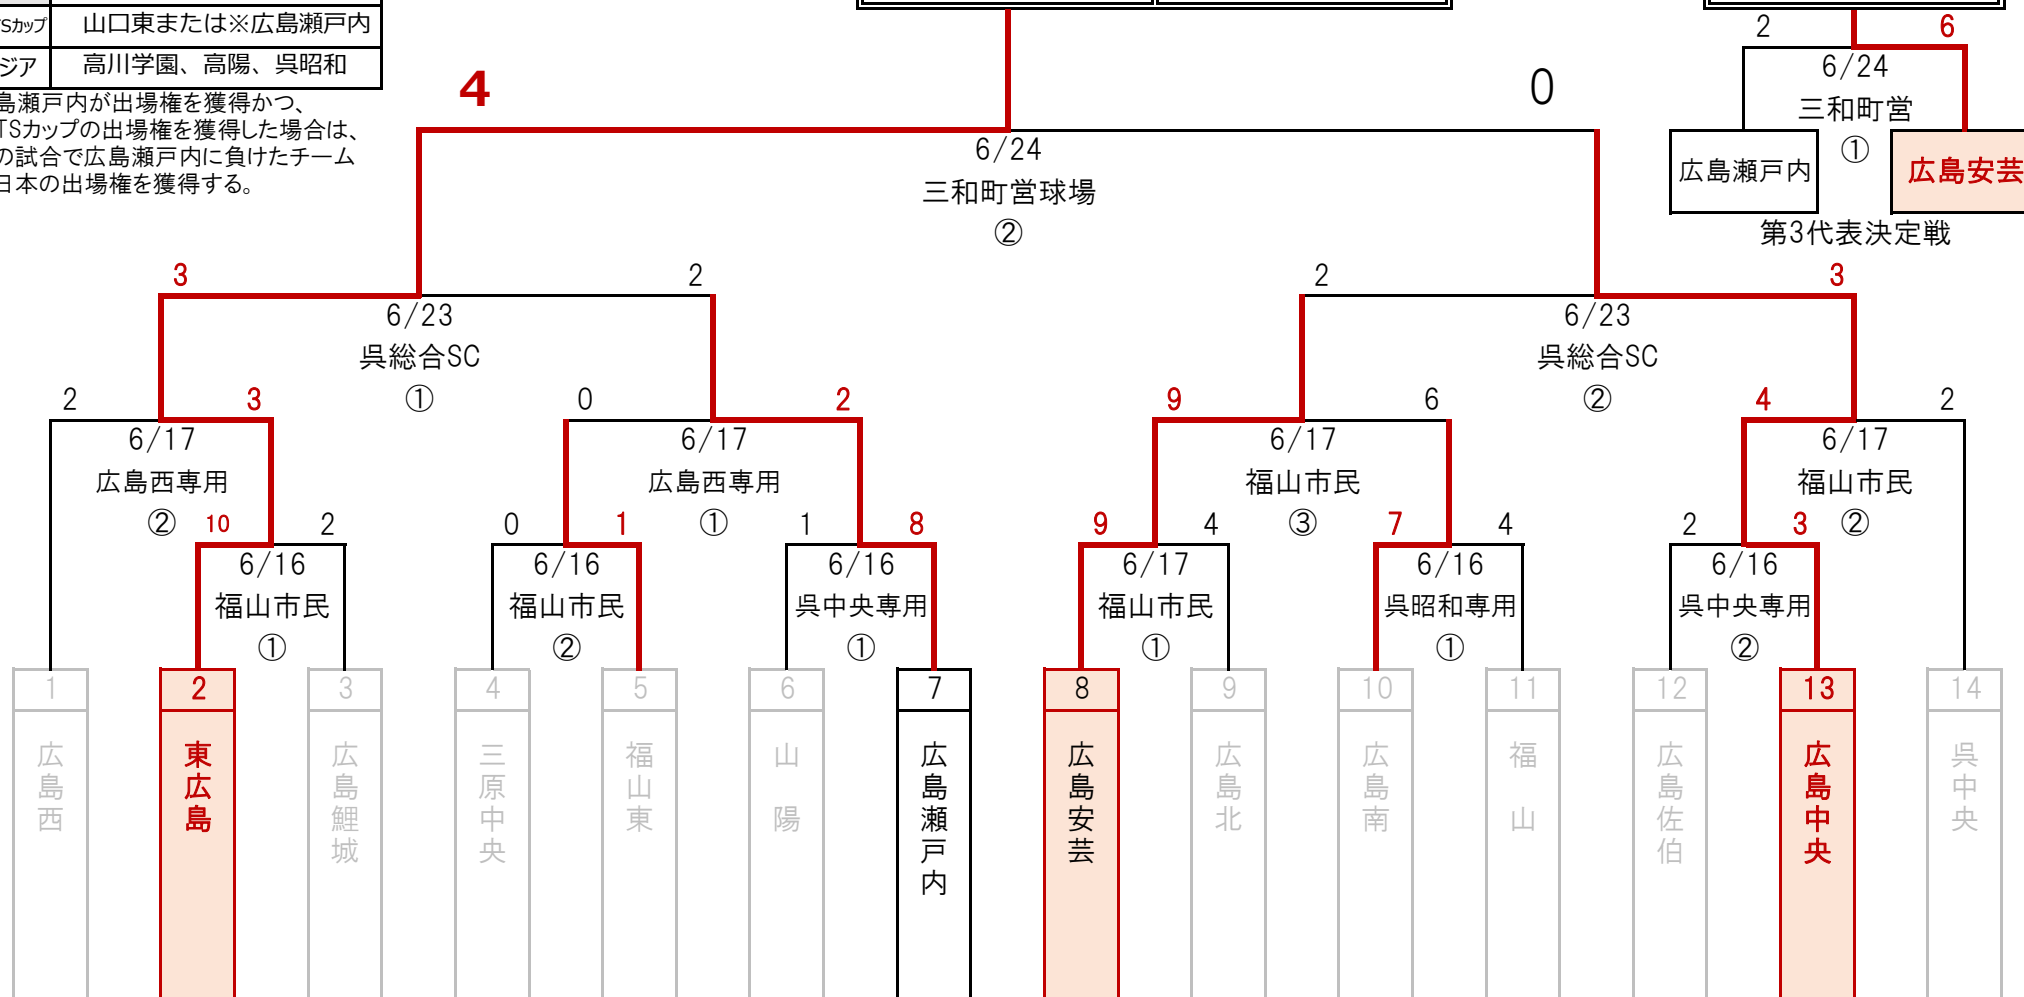 Sカップ 山口東または※広島瀬戸内
ジア 高川学園、高陽、呉昭和
島瀬戸内が出場権を獲得かつ、
TSカップの出場権を獲得した場合は、
の試合で広島瀬戸内に負けたチーム
日本の出場権を獲得する。
2 6
6/24
三和町営
①
広島瀬戸内 広島安芸
第3代表決定戦
4 0
6/24
三和町営球場
②
3 2 2 3
6/23 6/23
呉総合SC 呉総合SC
① ②
2 3 0 2 9 6 4 2
6/17 6/17 6/17 6/17
広島西専用 広島西専用 福山市民 福山市民
② ① ③ ②
10 2 0 1 1 8 9 4 7 4 2 3
6/16 6/16 6/16 6/17 6/16 6/16
福山市民 福山市民 呉中央専用 福山市民 呉昭和専用 呉中央専用
① ② ① ① ① ②
1 2 3 4 5 6 7 8 9 10 11 12 13 14
広島西
東広島
広島鯉城
三原中央
福山東
山陽
広島瀬戸内
広島安芸
広島北
広島南
福山
広島佐伯
広島中央
呉中央